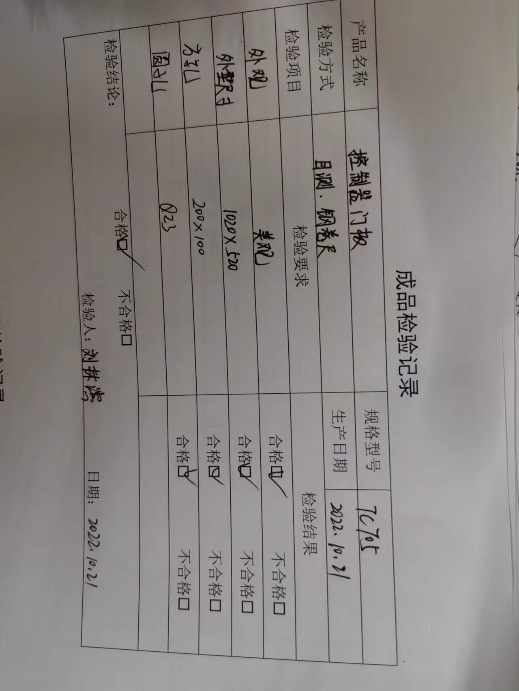 成品检验记录
产品名称 控制器门板 规格型号 TC705
检验方式 目测、钢卷尺 生产日期 2022.10.21
检验项目 检验要求 检验结果
外观 美观 合格☑ 不合格□
外型尺寸 1020×520 合格☑ 不合格□
方孔 200×100 合格☑ 不合格□
圆孔 Q23 合格☑ 不合格□
检验结论： 合格☑ 不合格□
检验人：刘 日期：2022.10.21